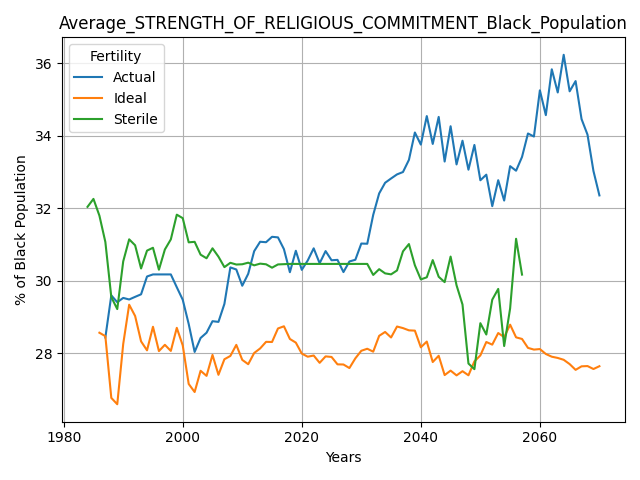 Average_STRENGTH_OF_RELIGIOUS_COMMITMENT_Black_Population
Fertility
Actual
Ideal
Sterile
% of Black Population
36
34
32
30
28
1980
2000
2020
2040
2060
Years